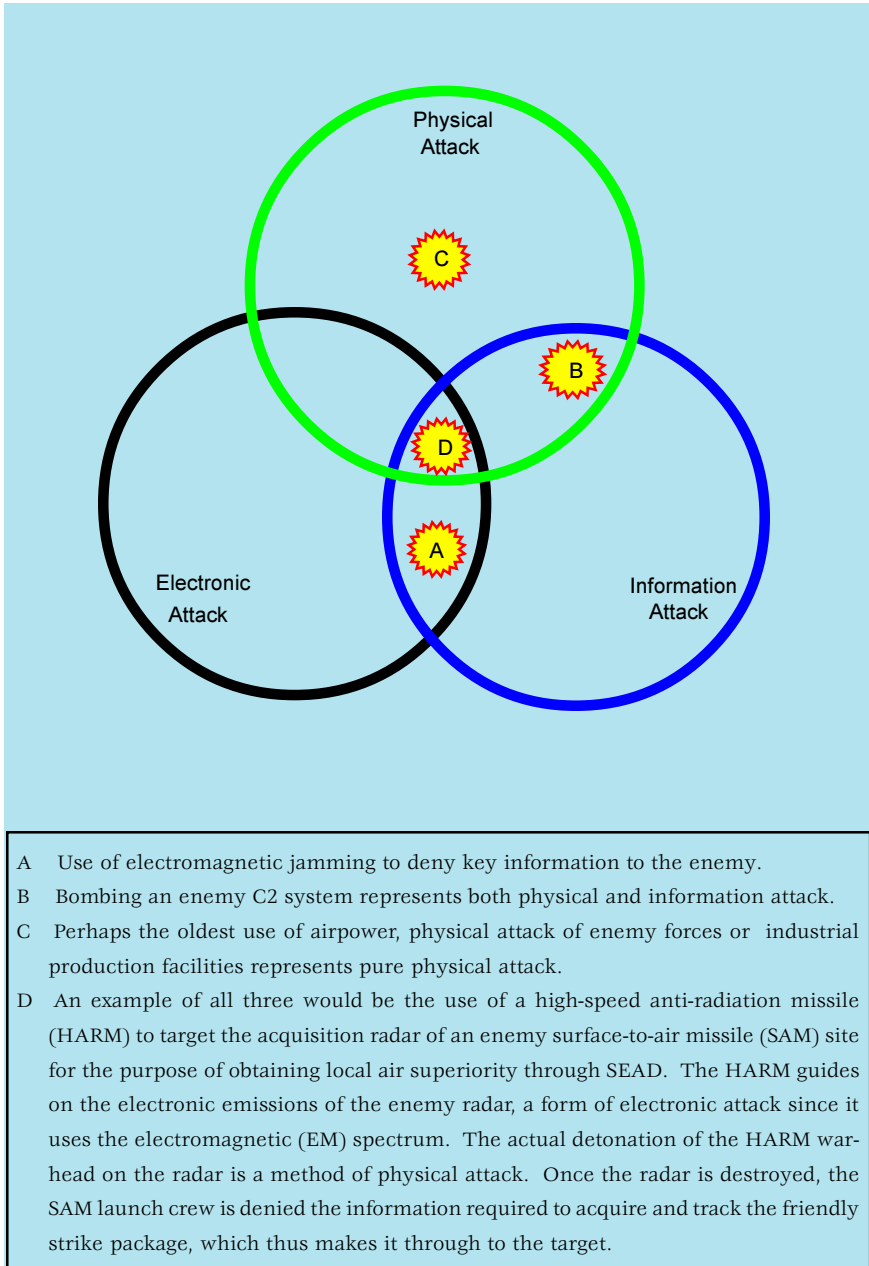 Physical
Attack
C
B
D
A
Electronic
Attack
Information
Attack
A Use of electromagnetic jamming to deny key information to the enemy.
B Bombing an enemy C2 system represents both physical and information attack.
C Perhaps the oldest use of airpower, physical attack of enemy forces or industrial
production facilities represents pure physical attack.
D An example of all three would be the use of a high-speed anti-radiation missile
(HARM) to target the acquisition radar of an enemy surface-to-air missile (SAM) site
for the purpose of obtaining local air superiority through SEAD. The HARM guides
on the electronic emissions of the enemy radar, a form of electronic attack since it
uses the electromagnetic (EM) spectrum. The actual detonation of the HARM war-
head on the radar is a method of physical attack. Once the radar is destroyed, the
SAM launch crew is denied the information required to acquire and track the friendly
strike package, which thus makes it through to the target.